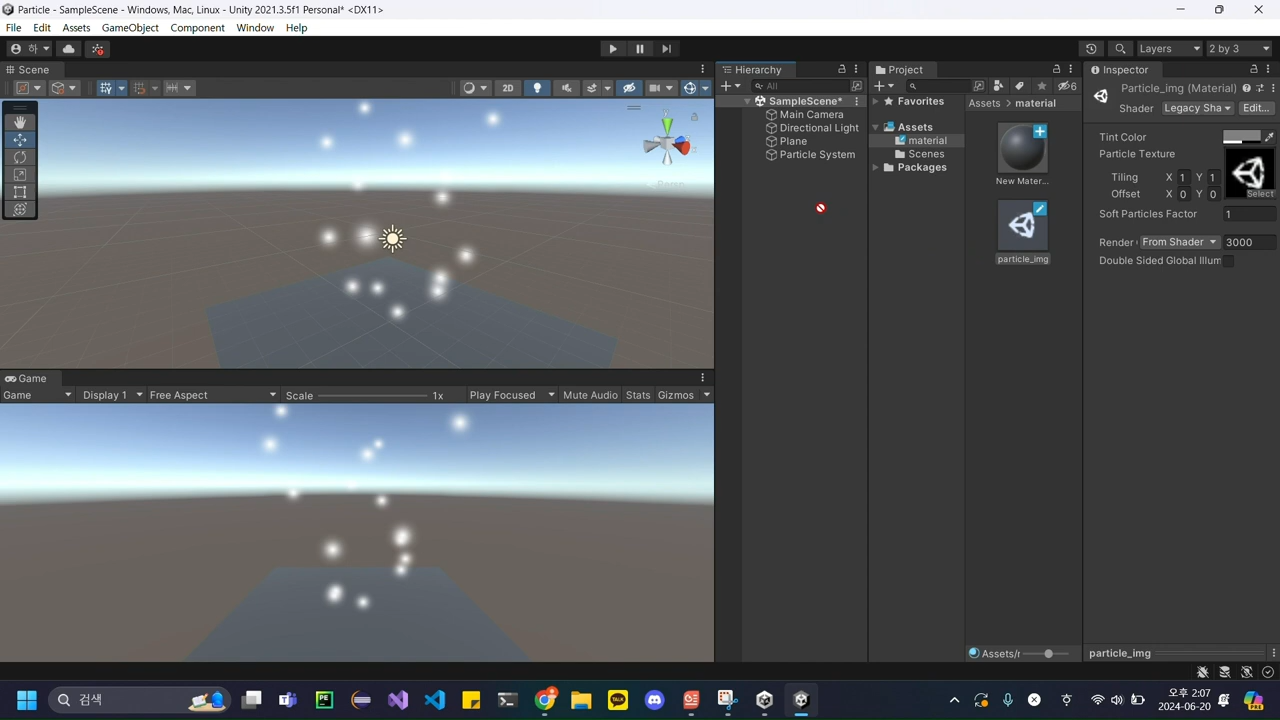 Particle - SampleScene - Windows, Mac, Linux - Unity 2021.3.5f1 Personal* <DX11>
File Edit Assets GameObject Component Window Help
하
Layers 2 by 3
Scene
2D
Persp
Game
Game Display 1 Free Aspect Scale 1x Play Focused Mute Audio Stats Gizmos
Hierarchy
All
SampleScene*
Main Camera
Directional Light
Plane
Particle System
Project
6
Favorites
Assets
material
Scenes
Packages
Assets > material
New Mater...
particle_img
Assets/r
Inspector
Particle_img (Material)
Shader Legacy Sha Edit...
Tint Color
Particle Texture
Tiling X 1 Y 1
Offset X 0 Y 0
Select
Soft Particles Factor 1
Render From Shader 3000
Double Sided Global Illum
particle_img
검색
오후 2:07
2024-06-20